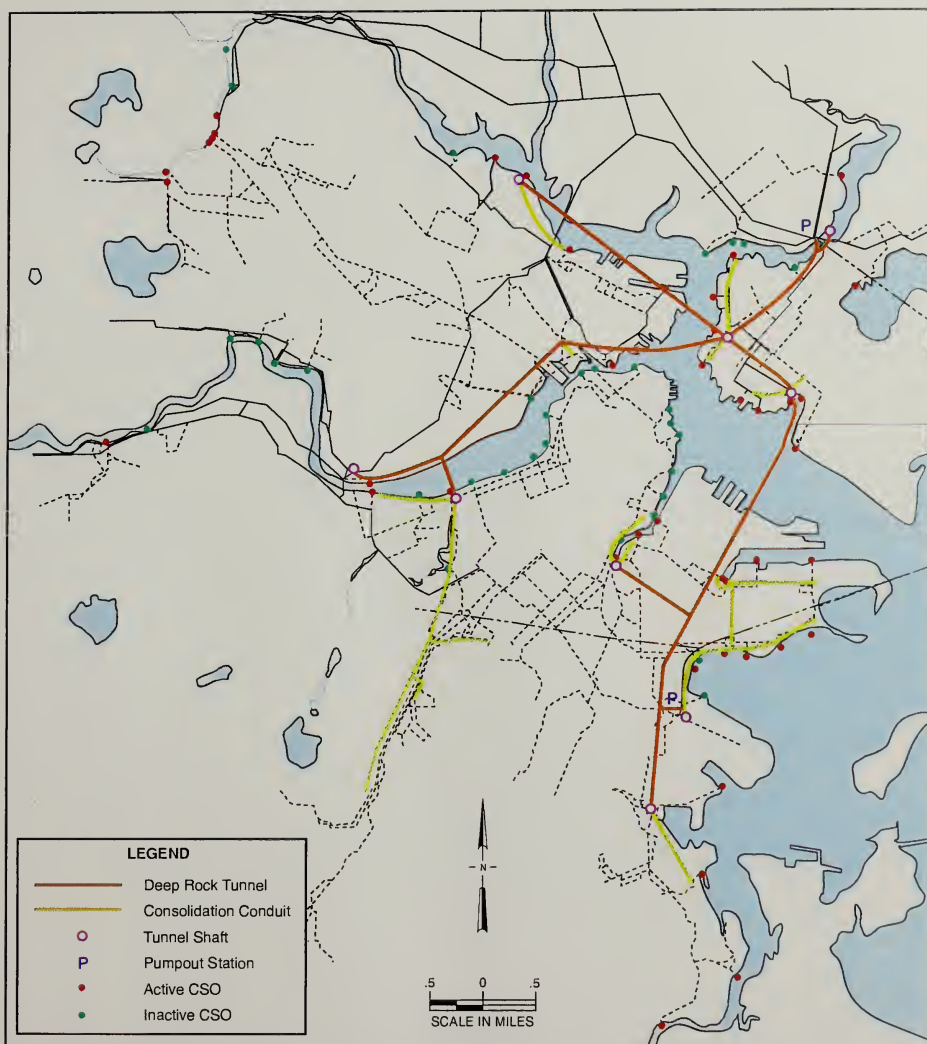 P
P
LEGEND
Deep Rock Tunnel
Consolidation Conduit
Tunnel Shaft
P Pumpout Station
Active CSO
Inactive CSO
N
.5 0 .5
SCALE IN MILES